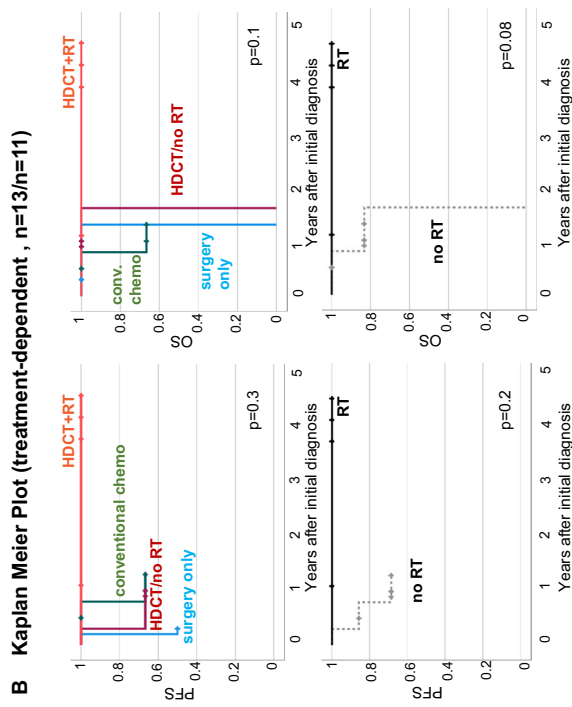 B Kaplan Meier Plot (treatment-dependent , n=13/n=11)
PFS
1
0.8
0.6
0.4
0.2
0
HDCT+RT
conventional chemo
HDCT/no RT
surgery only
p=0.3
0 1 2 3 4 5
Years after initial diagnosis
OS
1
0.8
0.6
0.4
0.2
0
HDCT+RT
conv.
chemo
surgery
only
HDCT/no RT
p=0.1
0 1 2 3 4 5
Years after initial diagnosis
PFS
1
0.8
0.6
0.4
0.2
0
RT
no RT
p=0.2
0 1 2 3 4 5
Years after initial diagnosis
OS
1
0.8
0.6
0.4
0.2
0
RT
no RT
p=0.08
0 1 2 3 4 5
Years after initial diagnosis